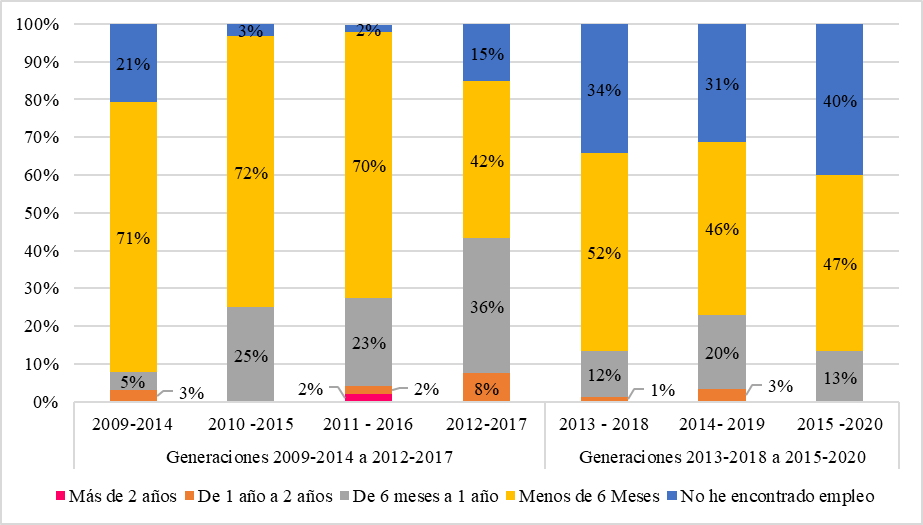 100%
90%
80%
70%
60%
50%
40%
30%
20%
10%
0%
21% 3% 2% 15% 34% 31% 40%
71% 72% 70% 42% 52% 46% 47%
5% 25% 23% 36% 12% 20% 13%
3% 2% 8% 1% 3%
2%
2009-2014 2010 -2015 2011 - 2016 2012-2017 2013 - 2018 2014- 2019 2015 -2020
Generaciones 2009-2014 a 2012-2017 Generaciones 2013-2018 a 2015-2020
Más de 2 años De 1 año a 2 años De 6 meses a 1 año Menos de 6 Meses No he encontrado empleo